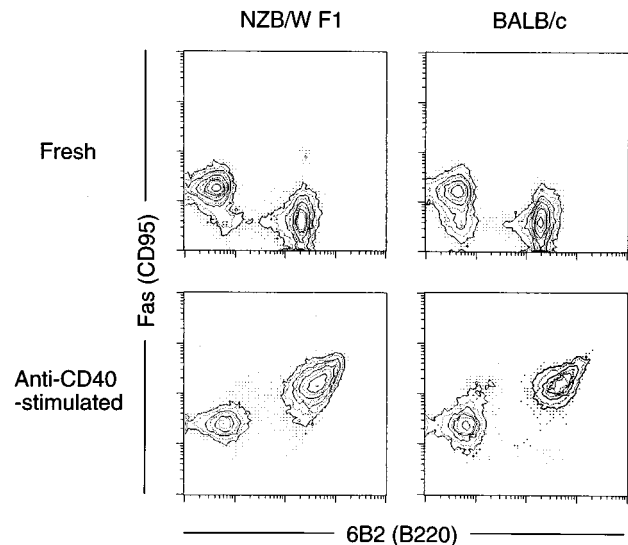 NZB/W F1
BALB/c
Fresh
Fas (CD95)
Anti-CD40
-stimulated
6B2 (B220)